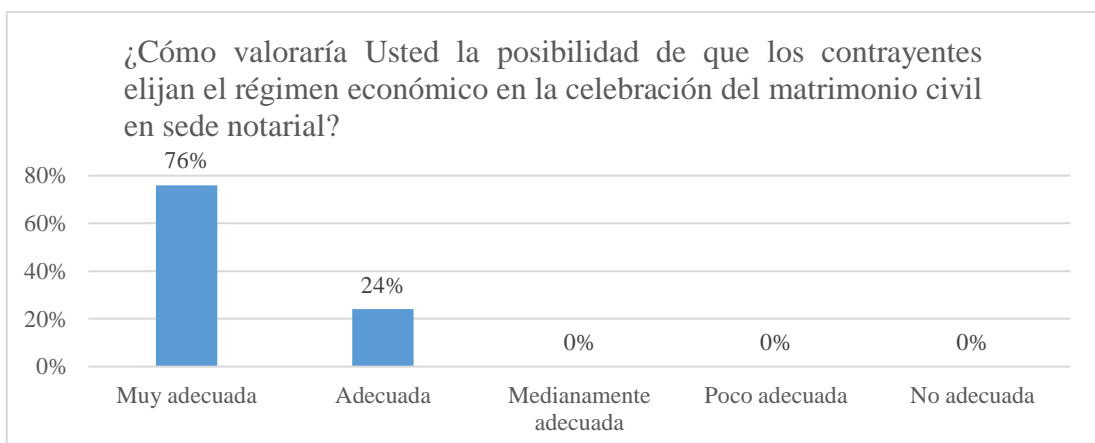 ¿Cómo valoraría Usted la posibilidad de que los contrayentes
elijan el régimen económico en la celebración del matrimonio civil
en sede notarial?
76%
80%
60%
40%
24%
20%
0% 0% 0%
0%
Muy adecuada Adecuada Medianamente Poco adecuada No adecuada
adecuada